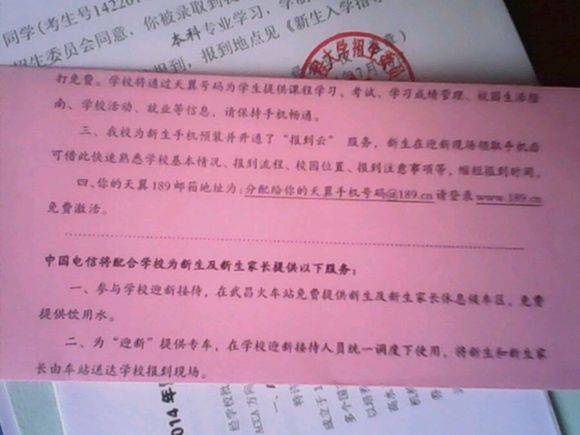 同学(考生号14220
招生委员会同意，你被录取到我
本科专业学习，学制
报到，报到地点见《新生入学指
打免费。学校将通过天翼号码为学生提供课程学习、考试、学习成绩管理、校园生活指
南、学校活动、就业等信息，请保持手机畅通。
三、我校为新生手机预装并开通了“报到云”服务，新生在迎新现场领取手机后
可借此快速熟悉学校基本情况、报到流程、校园位置、报到注意事项等，缩短报到时间。
四、你的天翼189邮箱地址为：分配给你的天翼手机号码@189.cn请登录www.189.cn
免费激活。
中国电信将配合学校为新生及新生家长提供以下服务：
一、参与学校迎新接待，在武昌火车站免费提供新生及新生家长休息候车区、免费
提供饮用水。
二、为“迎新”提供专车，在学校迎新接待人员统一调度下使用，将新生和新生家
长由车站送达学校报到现场。
2014年